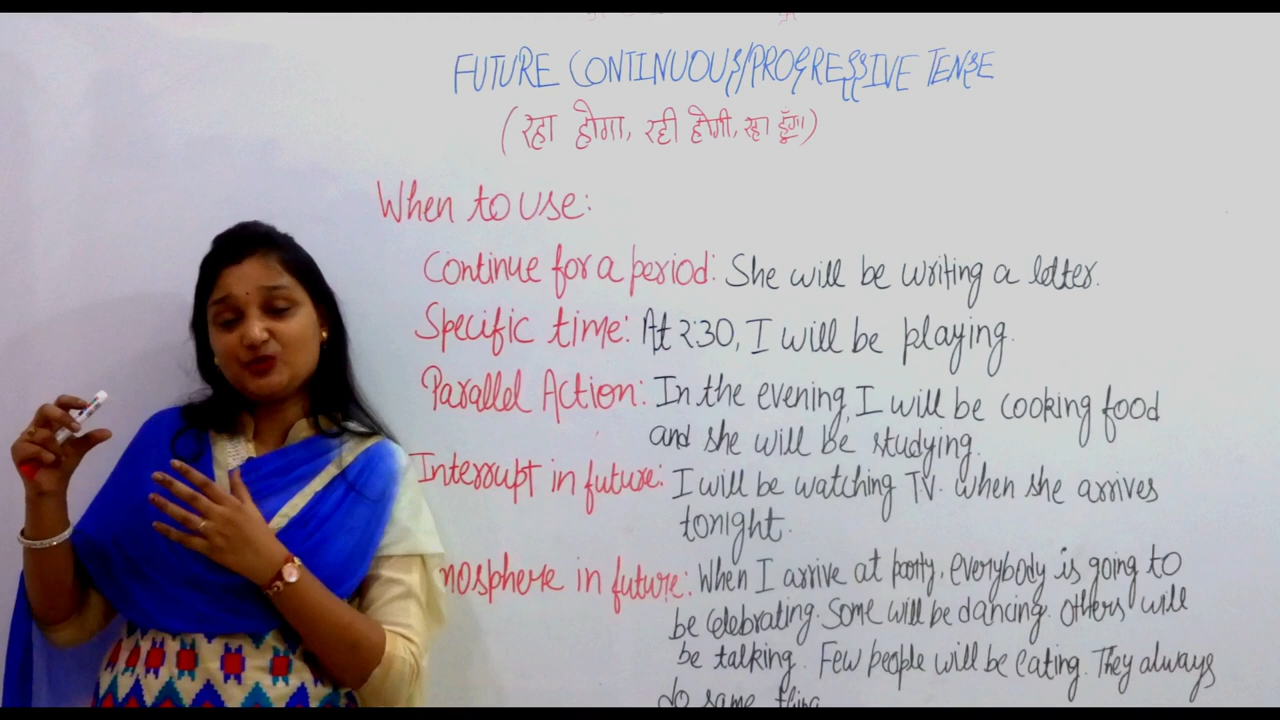 FUTURE CONTINUOUS/PROGRESSIVE TENSE
(रहा होगा, रही होगी, रहा हूँगा)
When to use:
Continue for a period: She will be writing a letter.
Specific time: At 2:30, I will be playing.
Parallel Action: In the evening, I will be cooking food
and she will be studying.
Interrupt in future: I will be watching TV. when she arrives
tonight.
nosphere in future: When I arrive at party, everybody is going to
be celebrating. Some will be dancing. Others will
be talking. Few people will be eating. They always
do same thing